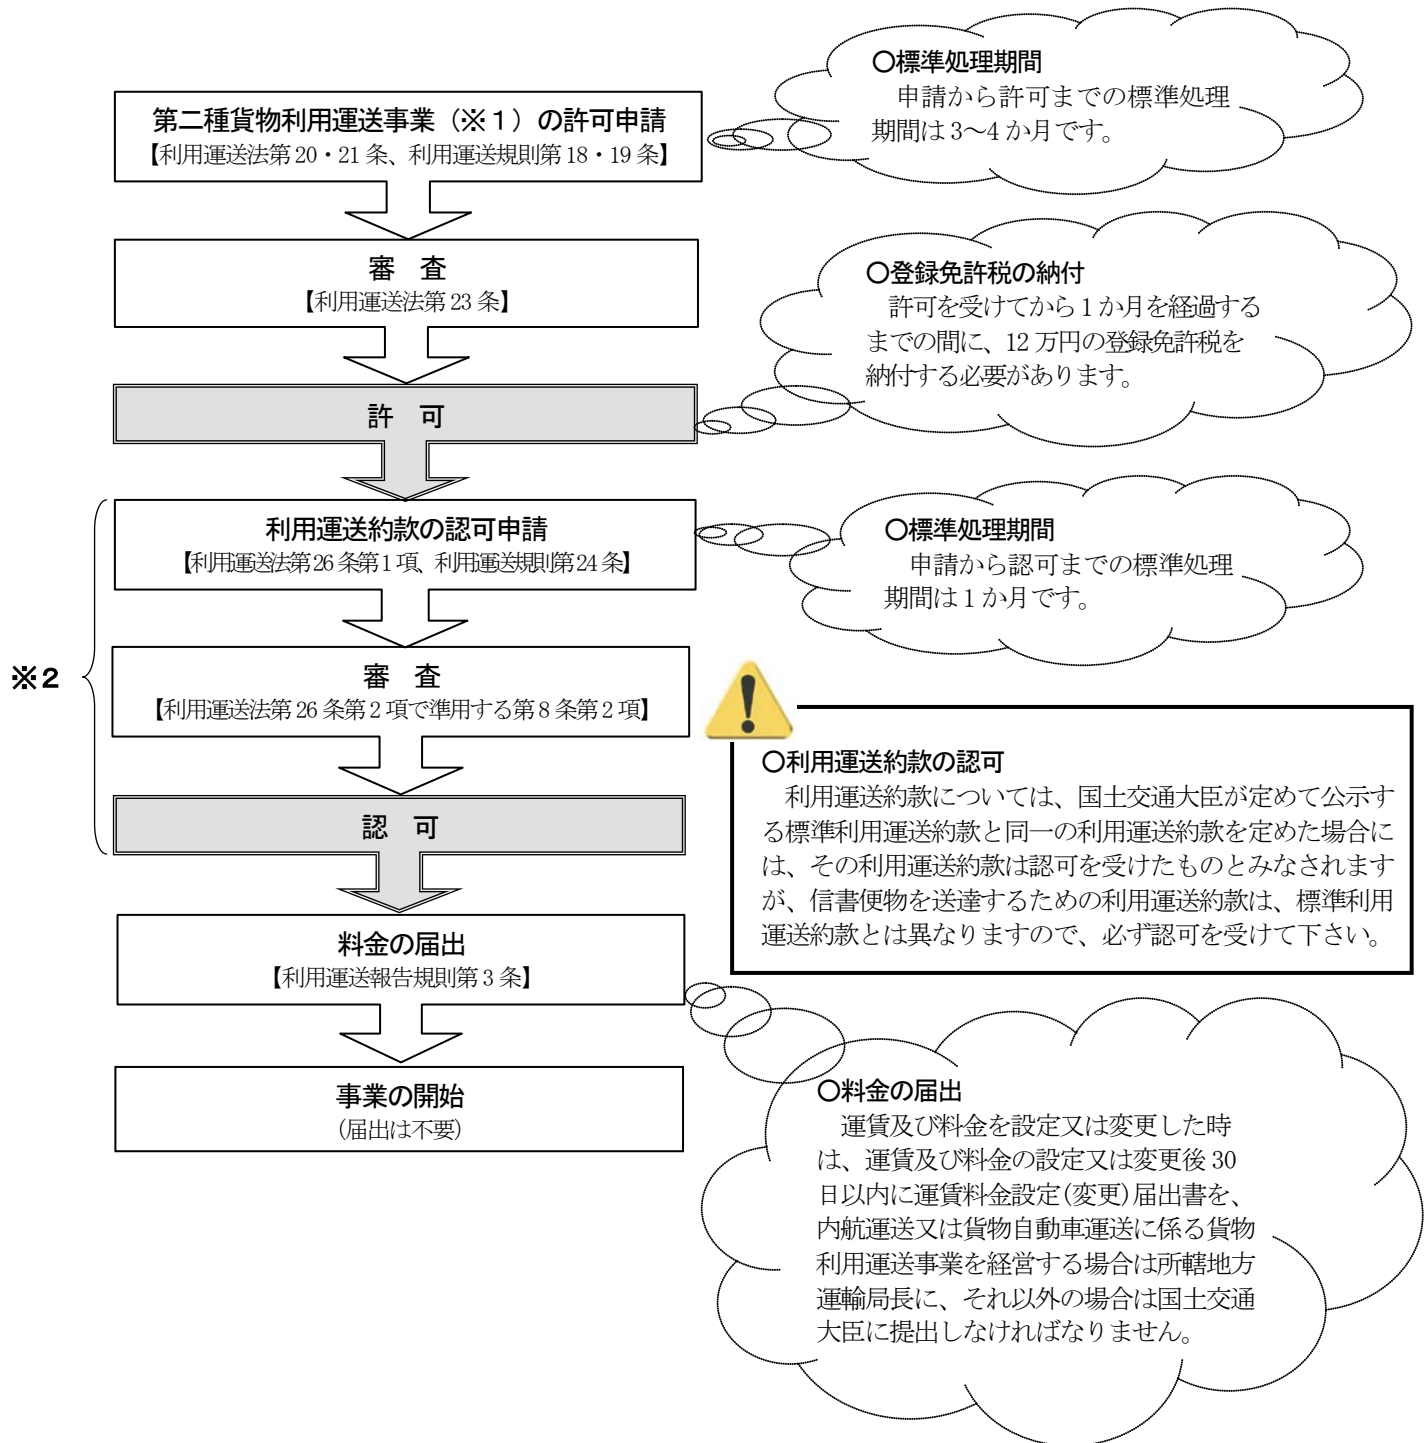 第二種貨物利用運送事業（※１）の許可申請
【利用運送法第20・21条、利用運送規則第18・19条】
○標準処理期間
申請から許可までの標準処理
期間は3～4か月です。
審　査
【利用運送法第23条】
○登録免許税の納付
許可を受けてから1か月を経過する
までの間に、12万円の登録免許税を
納付する必要があります。
許　可
※2
利用運送約款の認可申請
【利用運送法第26条第1項、利用運送規則第24条】
○標準処理期間
申請から認可までの標準処理
期間は1か月です。
審　査
【利用運送法第26条第2項で準用する第8条第2項】
認　可
○利用運送約款の認可
利用運送約款については、国土交通大臣が定めて公示す
る標準利用運送約款と同一の利用運送約款を定めた場合に
は、その利用運送約款は認可を受けたものとみなされます
が、信書便物を送達するための利用運送約款は、標準利用
運送約款とは異なりますので、必ず認可を受けて下さい。
料金の届出
【利用運送報告規則第3条】
事業の開始
(届出は不要)
○料金の届出
運賃及び料金を設定又は変更した時
は、運賃及び料金の設定又は変更後30
日以内に運賃料金設定(変更)届出書を、
内航運送又は貨物自動車運送に係る貨物
利用運送事業を経営する場合は所轄地方
運輸局長に、それ以外の場合は国土交通
大臣に提出しなければなりません。